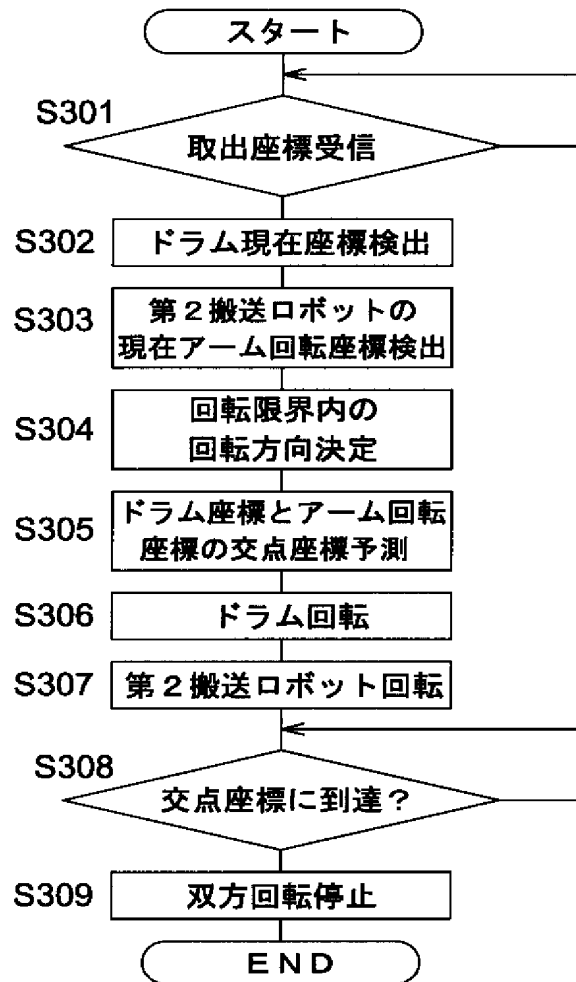 スタート
S301
取出座標受信
S302
ドラム現在座標検出
S303
第2搬送ロボットの
現在アーム回転座標検出
S304
回転限界内の
回転方向決定
S305
ドラム座標とアーム回転
座標の交点座標予測
S306
ドラム回転
S307
第2搬送ロボット回転
S308
交点座標に到達?
S309
双方回転停止
END